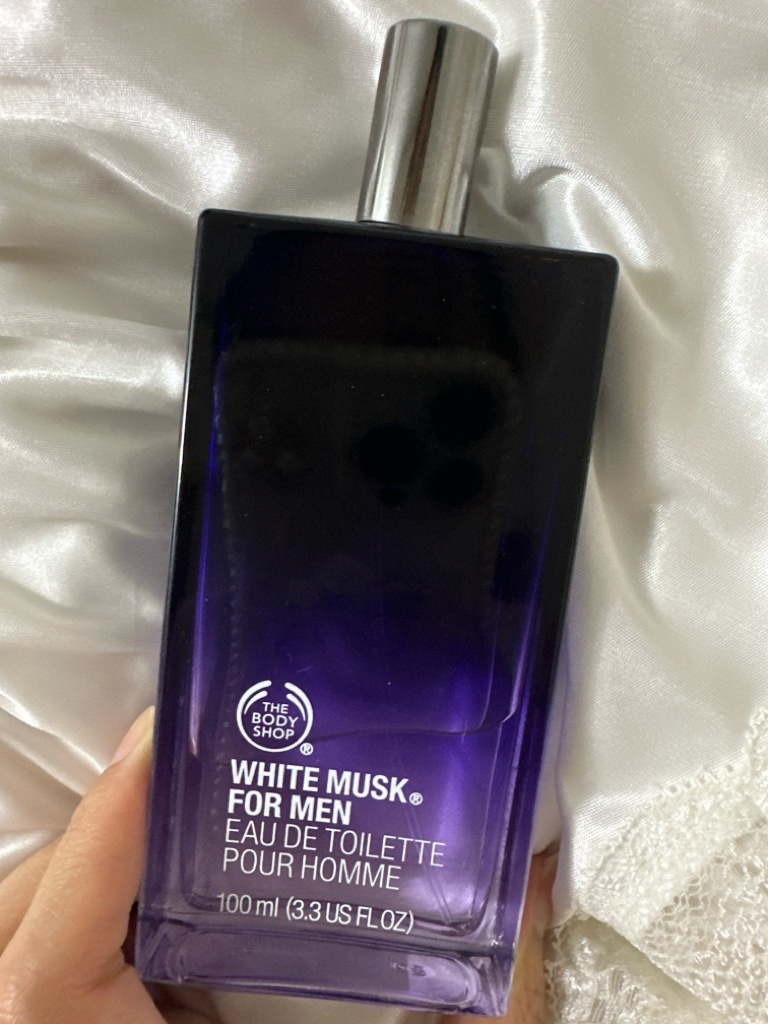 THE
BODY
SHOP
®
WHITE MUSK®
FOR MEN
EAU DE TOILETTE
POUR HOMME
100 ml (3.3 US FL OZ)